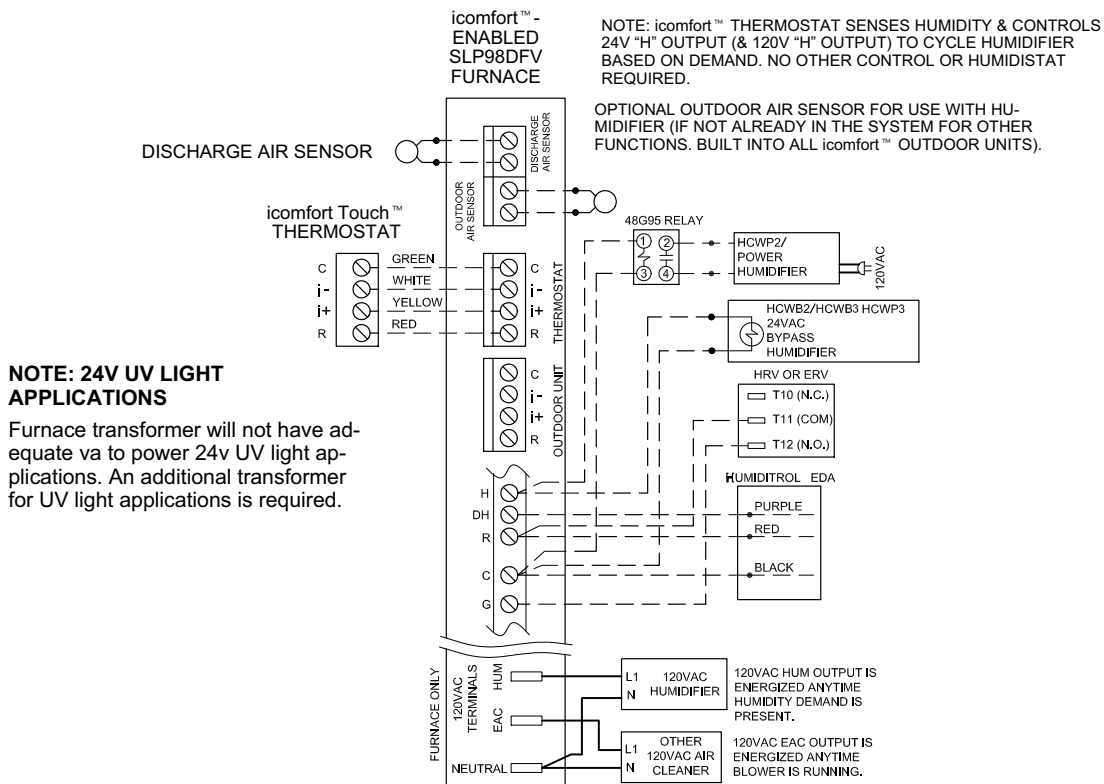 icomfort™-
ENABLED
SLP98DFV
FURNACE
NOTE: icomfort™ THERMOSTAT SENSES HUMIDITY & CONTROLS
24V “H” OUTPUT (& 120V “H” OUTPUT) TO CYCLE HUMIDIFIER
BASED ON DEMAND. NO OTHER CONTROL OR HUMIDISTAT
REQUIRED.
OPTIONAL OUTDOOR AIR SENSOR FOR USE WITH HU-
MIDIFIER (IF NOT ALREADY IN THE SYSTEM FOR OTHER
FUNCTIONS. BUILT INTO ALL icomfort™ OUTDOOR UNITS).
DISCHARGE AIR SENSOR
DISCHARGE
AIR SENSOR
OUTDOOR
AIR SENSOR
icomfort Touch™
THERMOSTAT
C
i-
i+
R
GREEN
WHITE
YELLOW
RED
C
i-
i+
R
THERMOSTAT
C
i-
i+
R
OUTDOOR UNIT
48G95 RELAY
1 2
3 4
HCWP2/
POWER
HUMIDIFIER
120VAC
HCWB2/HCWB3 HCWP3
24VAC
BYPASS
HUMIDIFIER
HRV OR ERV
T10 (N.C.)
T11 (COM)
T12 (N.O.)
HUMIDITROL EDA
PURPLE
RED
BLACK
NOTE: 24V UV LIGHT
APPLICATIONS
Furnace transformer will not have ad-
equate va to power 24v UV light ap-
plications. An additional transformer
for UV light applications is required.
H
DH
R
C
G
FURNACE ONLY
120VAC
TERMINALS
HUM
EAC
NEUTRAL
L1
N
120VAC
HUMIDIFIER
120VAC HUM OUTPUT IS
ENERGIZED ANYTIME
HUMIDITY DEMAND IS
PRESENT.
L1
N
OTHER
120VAC AIR
CLEANER
120VAC EAC OUTPUT IS
ENERGIZED ANYTIME
BLOWER IS RUNNING.